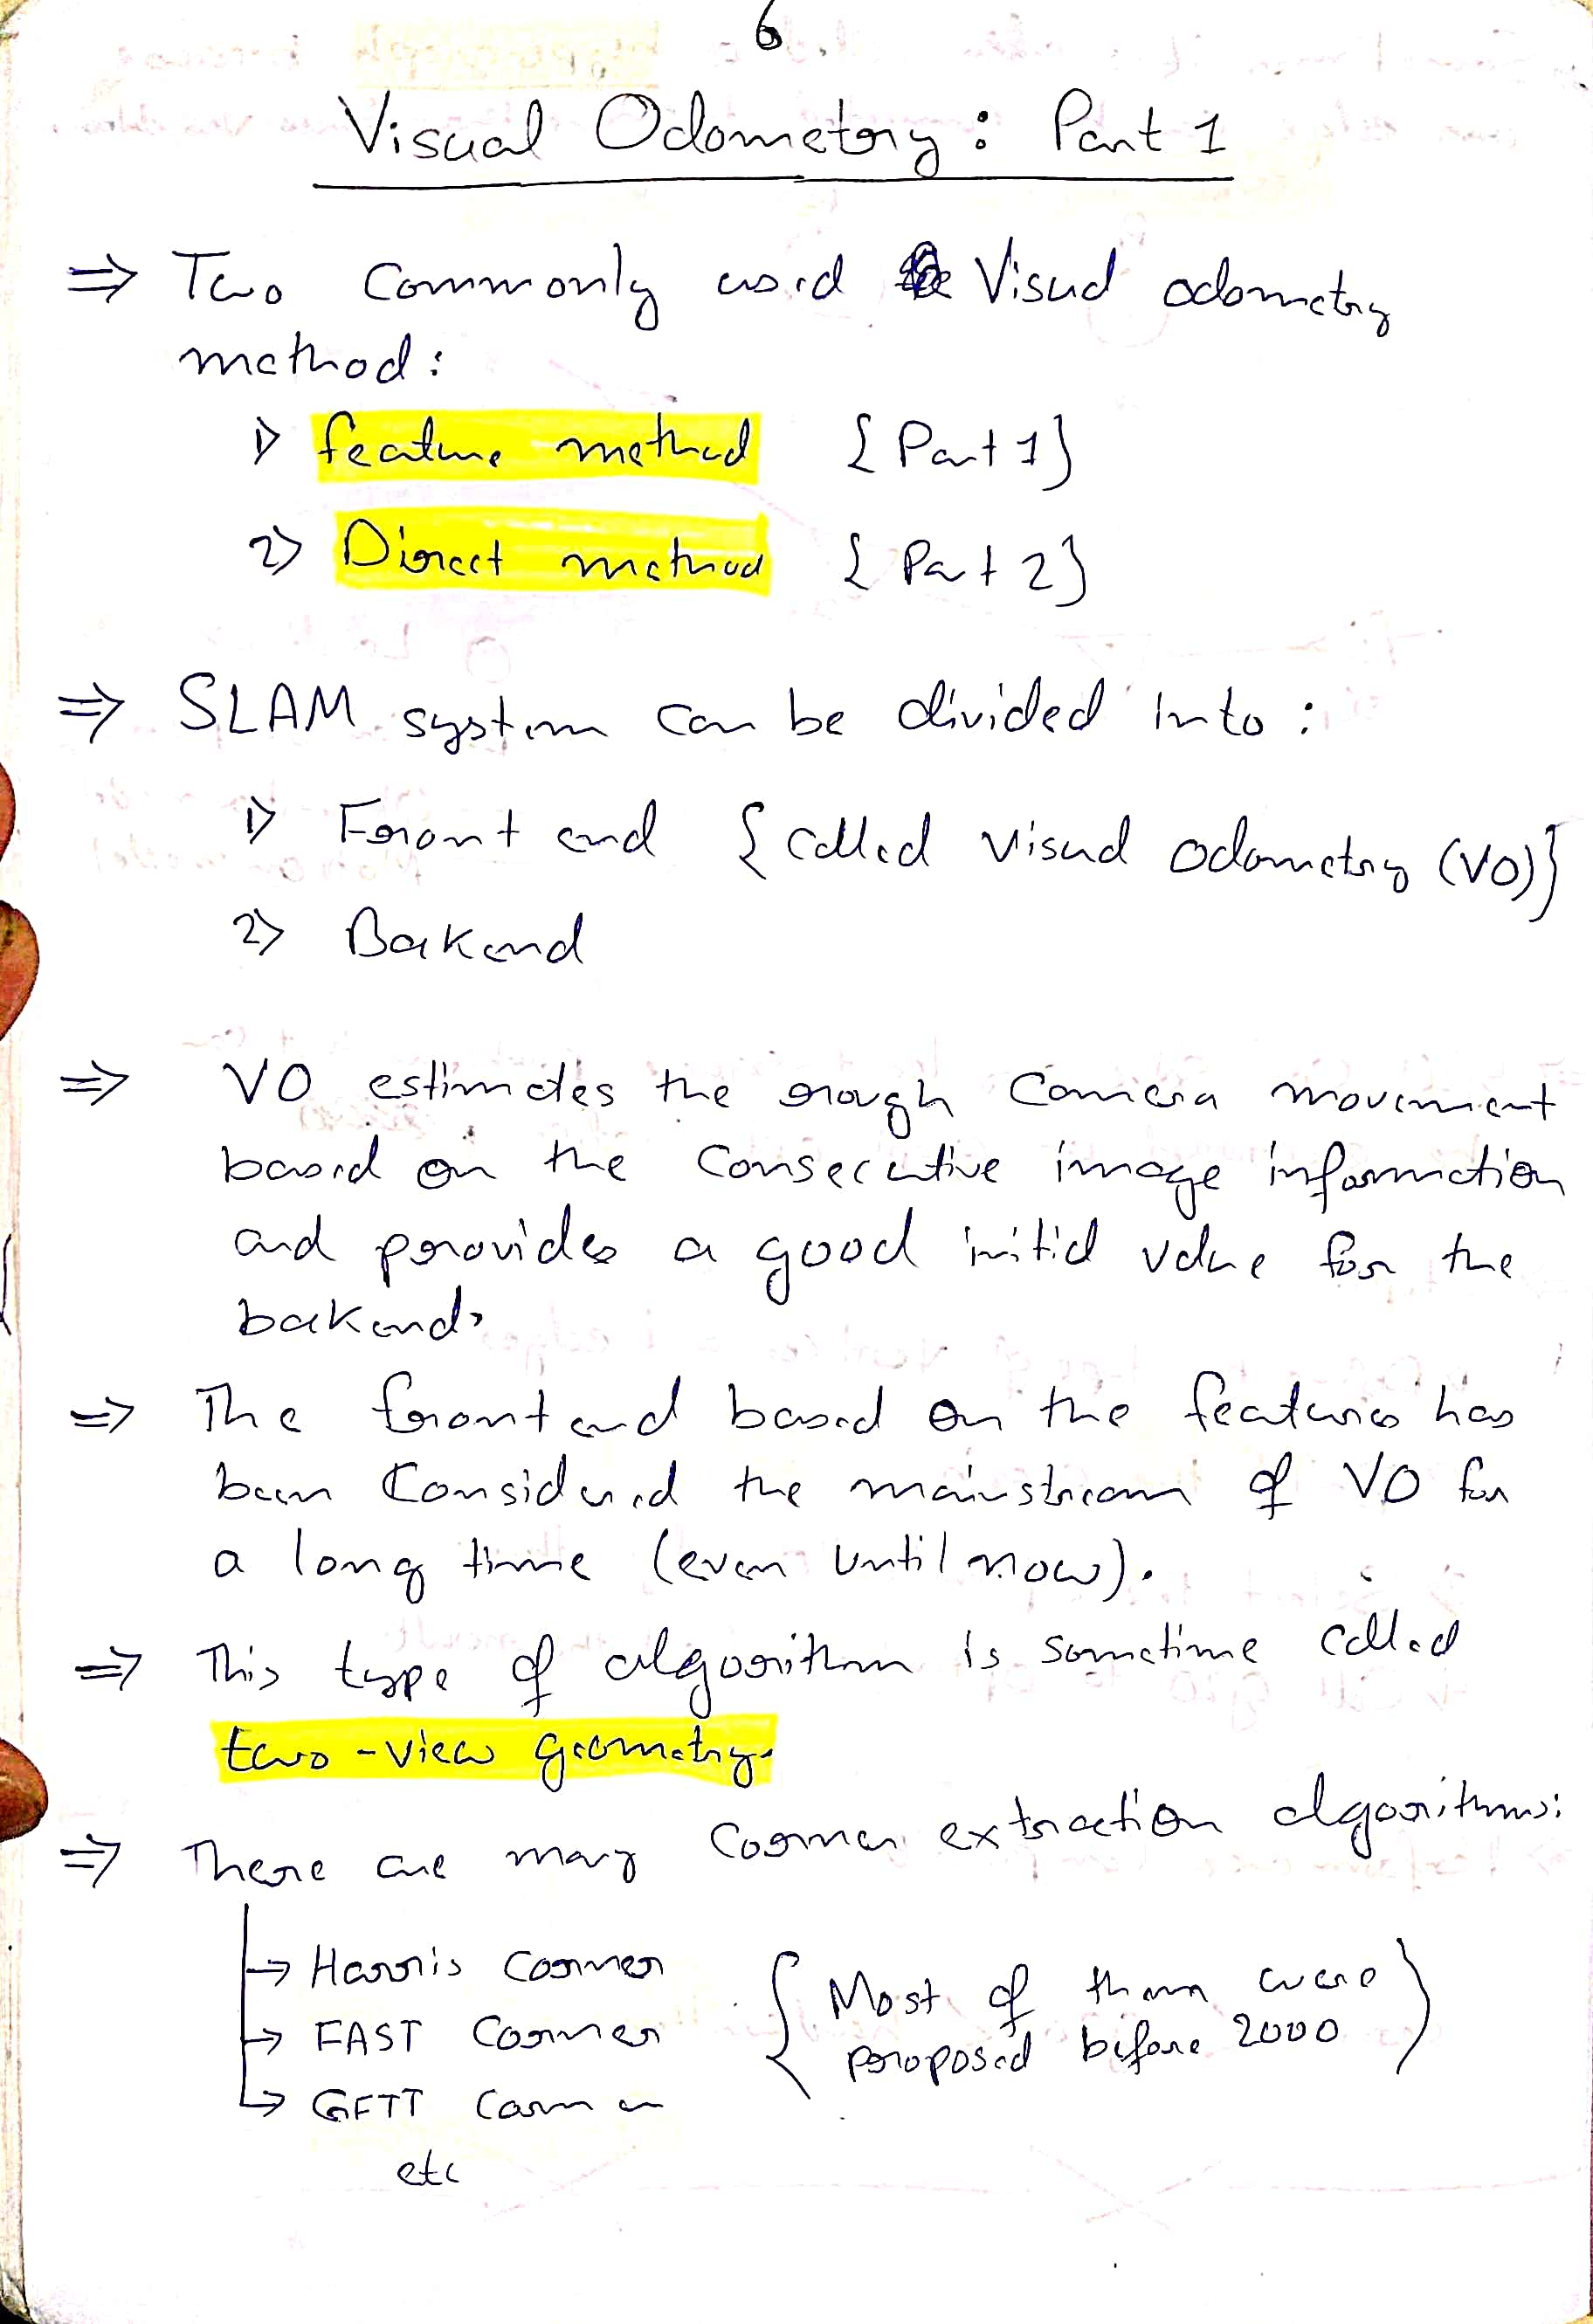 6
Visual Odometry: Part 1
⇒ Two commonly used Visual odometry
method:
1> feature method {Part 1}
2> Direct method {Part 2}
⇒ SLAM system can be divided into:
1> Front end {called visual odometry (VO)}
2> Backend
⇒ VO estimates the rough camera movement
based on the consecutive image information
and provides a good initial value for the
backend.
⇒ The frontend based on the features has
been considered the mainstream of VO for
a long time (even until now).
⇒ This type of algorithm is sometime called
two-view geometry.
⇒ There are many corner extraction algorithms:
→ Harris corner {Most of them were
→ FAST corner proposed before 2000}
→ GFTT corner
etc